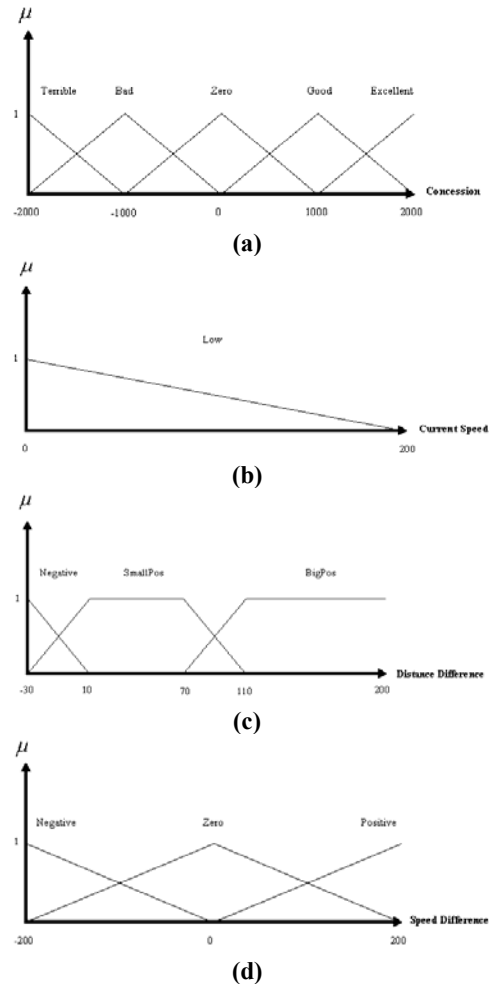 μ
Terrible Bad Zero Good Excellent
1
Concession
-2000 -1000 0 1000 2000
(a)
μ
Low
1
Current Speed
0 200
(b)
μ
Negative SmallPos BigPos
1
Distance Difference
-30 10 70 110 200
(c)
μ
Negative Zero Positive
1
Speed Difference
-200 0 200
(d)